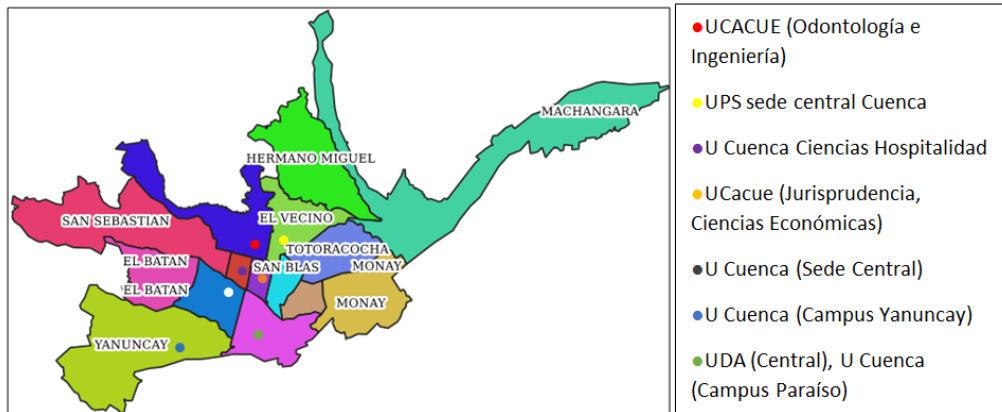 MACHANGARA
HERMANO MIGUEL
SAN SEBASTIAN
EL VECINO
TOTORACOCHA
EL BATAN
SAN BLAS
MONAY
EL BATAN
MONAY
YANUNCAY
UCACUE (Odontología e
Ingeniería)
UPS sede central Cuenca
U Cuenca Ciencias Hospitalidad
UCacue (Jurisprudencia,
Ciencias Económicas)
U Cuenca (Sede Central)
U Cuenca (Campus Yanuncay)
UDA (Central), U Cuenca
(Campus Paraíso)